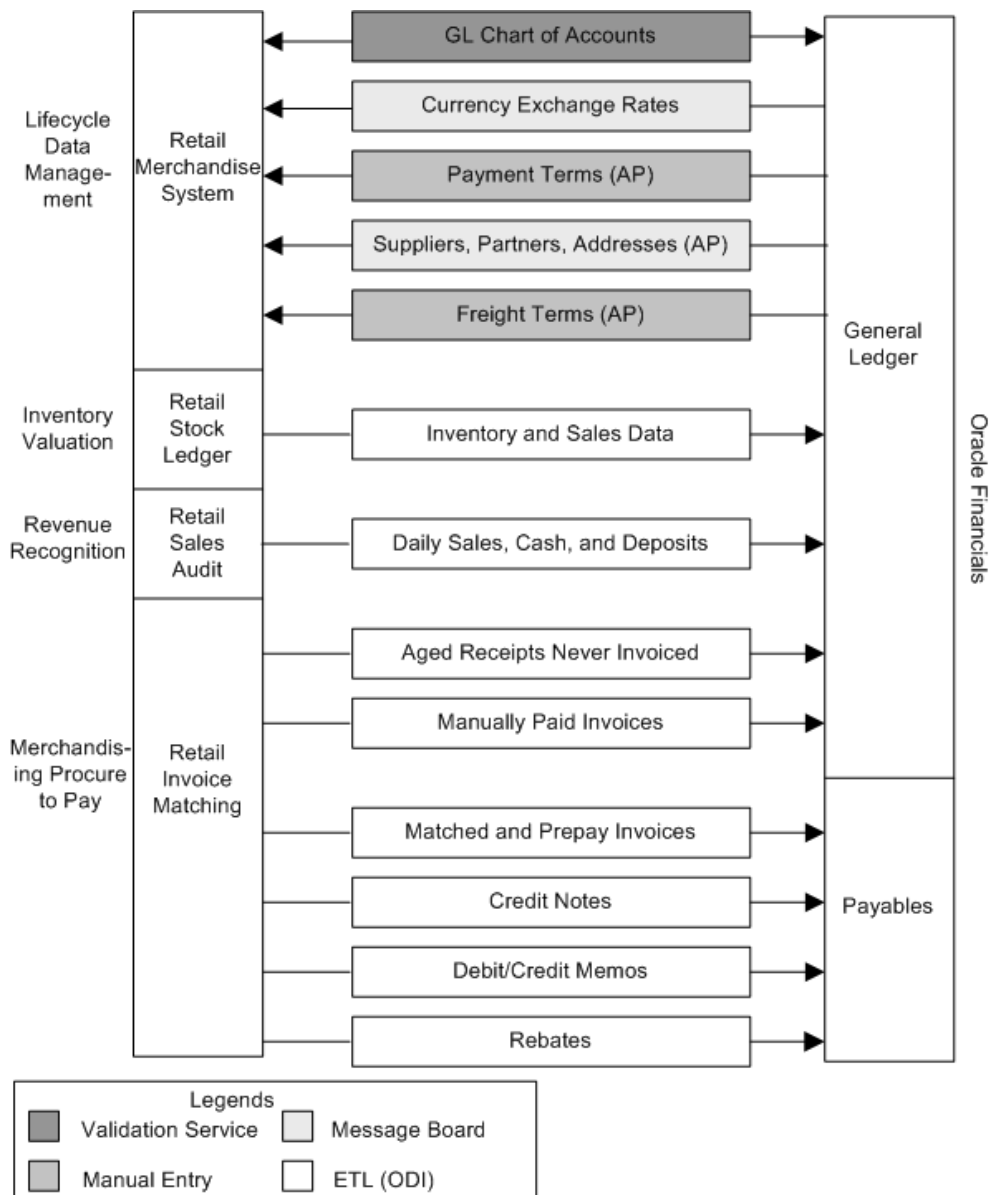 GL Chart of Accounts
Currency Exchange Rates
Payment Terms (AP)
Suppliers, Partners, Addresses (AP)
Freight Terms (AP)
Lifecycle
Data
Manage-
ment
Retail
Merchandise
System
General
Ledger
Inventory
Valuation
Retail
Stock
Ledger
Inventory and Sales Data
Oracle Financials
Revenue
Recognition
Retail
Sales
Audit
Daily Sales, Cash, and Deposits
Aged Receipts Never Invoiced
Manually Paid Invoices
Merchandis-
ing Procure
to Pay
Retail
Invoice
Matching
Matched and Prepay Invoices
Credit Notes
Payables
Debit/Credit Memos
Rebates
Legends
Validation Service
Message Board
Manual Entry
ETL (ODI)